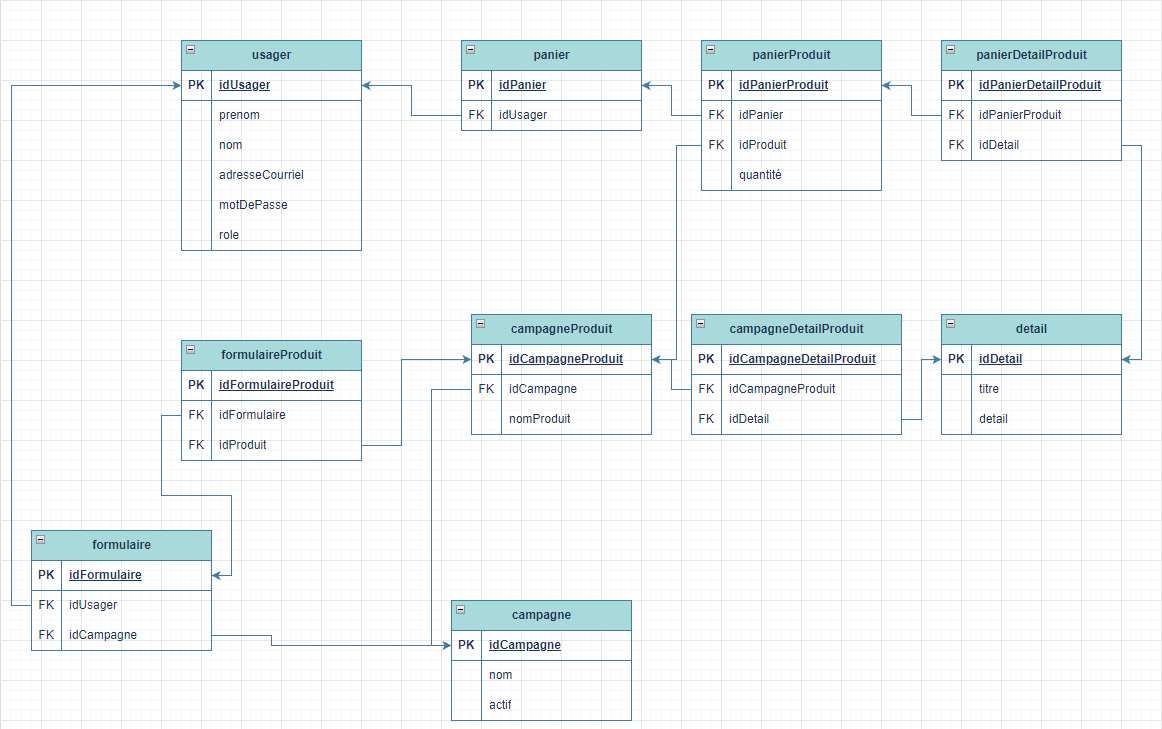 usager
PK idUsager
prenom
nom
adresseCourriel
motDePasse
role
panier
PK idPanier
FK idUsager
panierProduit
PK idPanierProduit
FK idPanier
FK idProduit
quantité
panierDetailProduit
PK idPanierDetailProduit
FK idPanierProduit
FK idDetail
formulaireProduit
PK idFormulaireProduit
FK idFormulaire
FK idProduit
campagneProduit
PK idCampagneProduit
FK idCampagne
nomProduit
campagneDetailProduit
PK idCampagneDetailProduit
FK idCampagneProduit
FK idDetail
detail
PK idDetail
titre
detail
formulaire
PK idFormulaire
FK idUsager
FK idCampagne
campagne
PK idCampagne
nom
actif